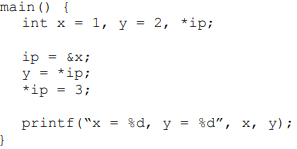 main() {
int x = 1, y = 2, *ip;
ip = &x;
y = *ip;
*ip = 3;
printf(“x = %d, y = %d”, x, y);
}